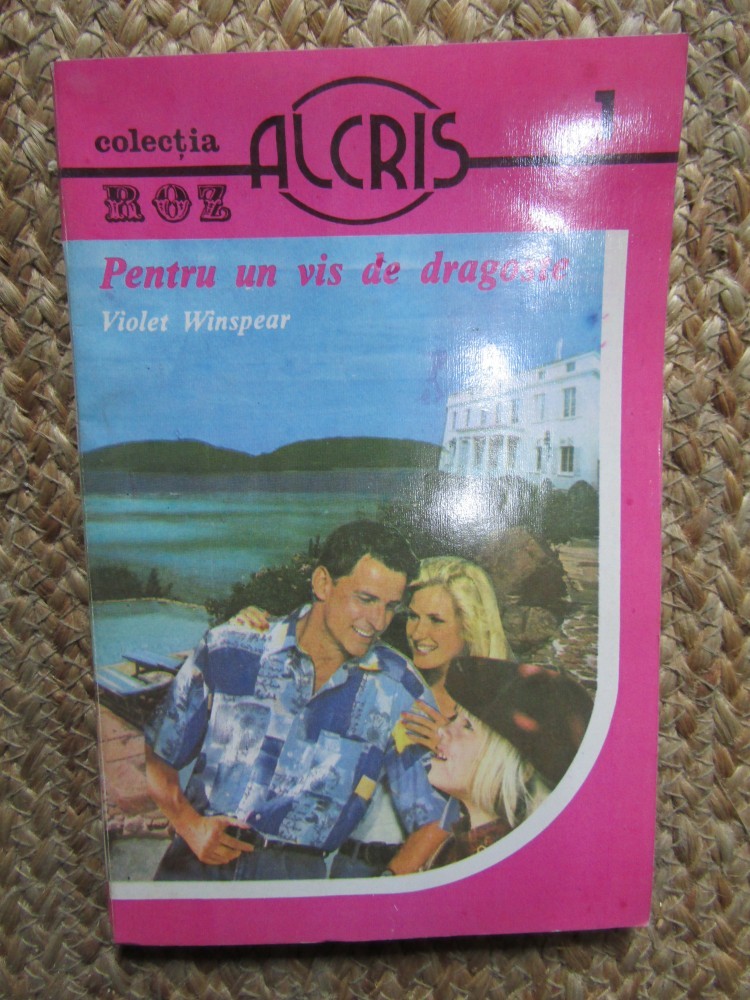 colecția
ALCRIS
1
ROZ
Pentru un vis de dragoste
Violet Winspear